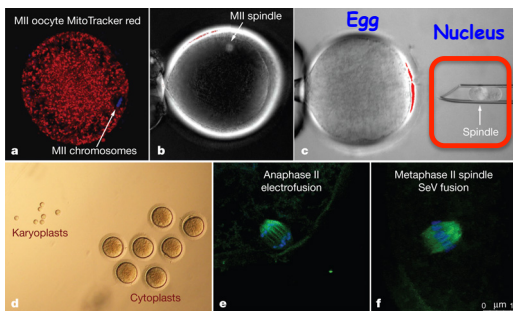 MII oocyte MitoTracker red
a
MII chromosomes
MII spindle
b
Egg
Nucleus
c
Spindle
Karyoplasts
Cytoplasts
d
Anaphase II
electrofusion
e
Metaphase II spindle
SeV fusion
f
0 µm 1